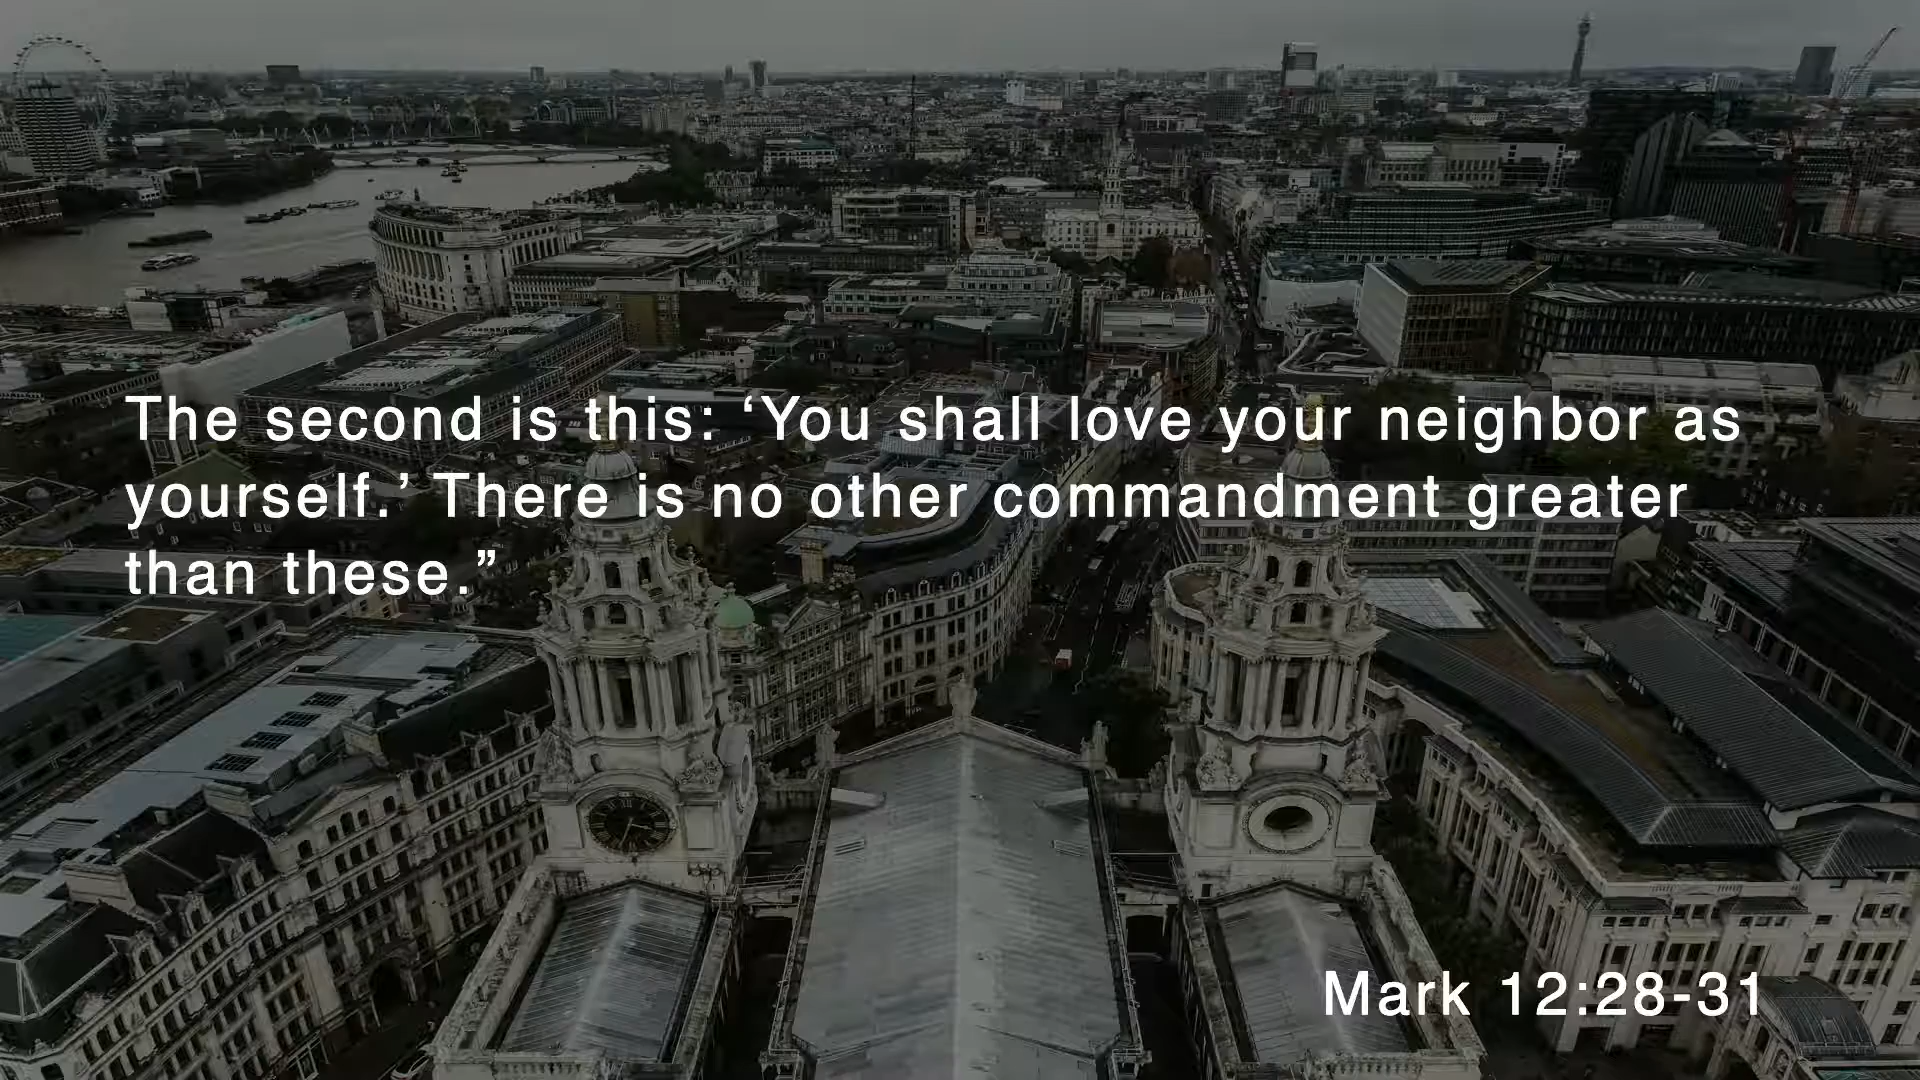 The second is this: ‘You shall love your neighbor as
yourself.’ There is no other commandment greater
than these.”
Mark 12:28-31